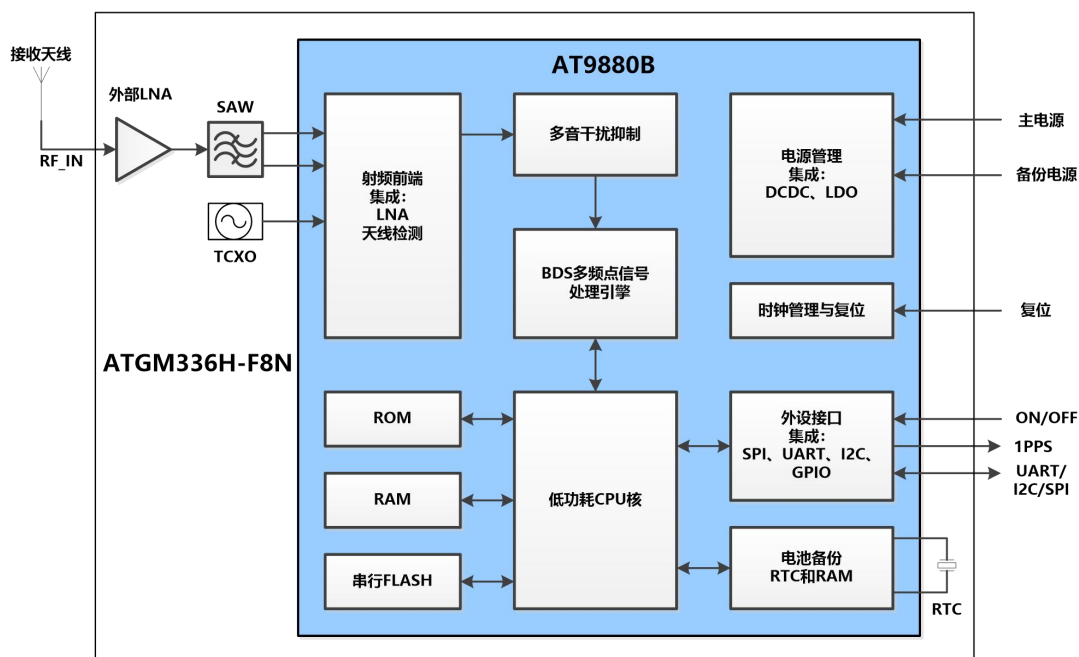 接收天线
RF_IN
外部LNA
SAW
TCXO
ATGM336H-F8N
AT9880B
射频前端
集成：
LNA
天线检测
多音干扰抑制
BDS多频点信号
处理引擎
电源管理
集成：
DCDC、LDO
时钟管理与复位
ROM
RAM
串行FLASH
低功耗CPU核
外设接口
集成：
SPI、UART、I2C、
GPIO
电池备份
RTC和RAM
主电源
备份电源
复位
ON/OFF
1PPS
UART/
I2C/SPI
RTC